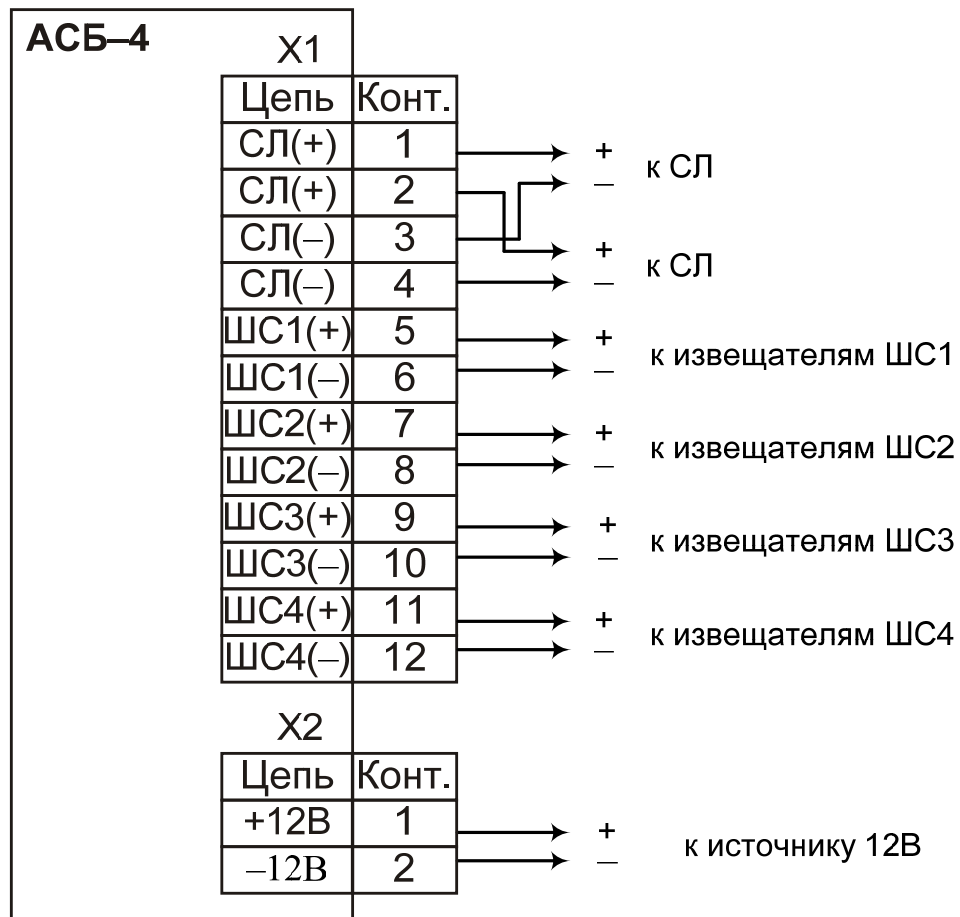 АСБ–4
X1
Цепь Конт.
СЛ(+) 1
СЛ(+) 2
СЛ(–) 3
СЛ(–) 4
ШС1(+) 5
ШС1(–) 6
ШС2(+) 7
ШС2(–) 8
ШС3(+) 9
ШС3(–) 10
ШС4(+) 11
ШС4(–) 12
+
–
к СЛ
+
–
к СЛ
+
–
к извещателям ШС1
+
–
к извещателям ШС2
+
–
к извещателям ШС3
+
–
к извещателям ШС4
X2
Цепь Конт.
+12В 1
–12В 2
+
–
к источнику 12В